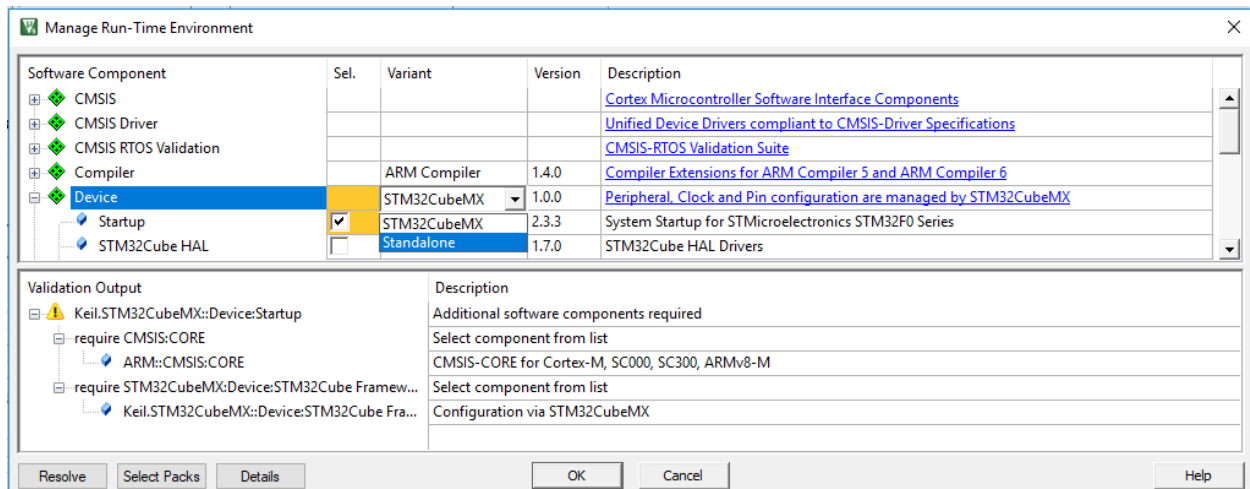 Manage Run-Time Environment
Software Component Sel. Variant Version Description
CMSIS Cortex Microcontroller Software Interface Components
CMSIS Driver Unified Device Drivers compliant to CMSIS-Driver Specifications
CMSIS RTOS Validation CMSIS-RTOS Validation Suite
Compiler ARM Compiler 1.4.0 Compiler Extensions for ARM Compiler 5 and ARM Compiler 6
Device STM32CubeMX 1.0.0 Peripheral, Clock and Pin configuration are managed by STM32CubeMX
Startup STM32CubeMX 2.3.3 System Startup for STMicroelectronics STM32F0 Series
STM32Cube HAL Standalone 1.7.0 STM32Cube HAL Drivers
Validation Output Description
Keil.STM32CubeMX::Device:Startup Additional software components required
require CMSIS:CORE Select component from list
ARM::CMSIS:CORE CMSIS-CORE for Cortex-M, SC000, SC300, ARMv8-M
require STM32CubeMX:Device:STM32Cube Framew... Select component from list
Keil.STM32CubeMX::Device:STM32Cube Fra... Configuration via STM32CubeMX
Resolve Select Packs Details OK Cancel Help